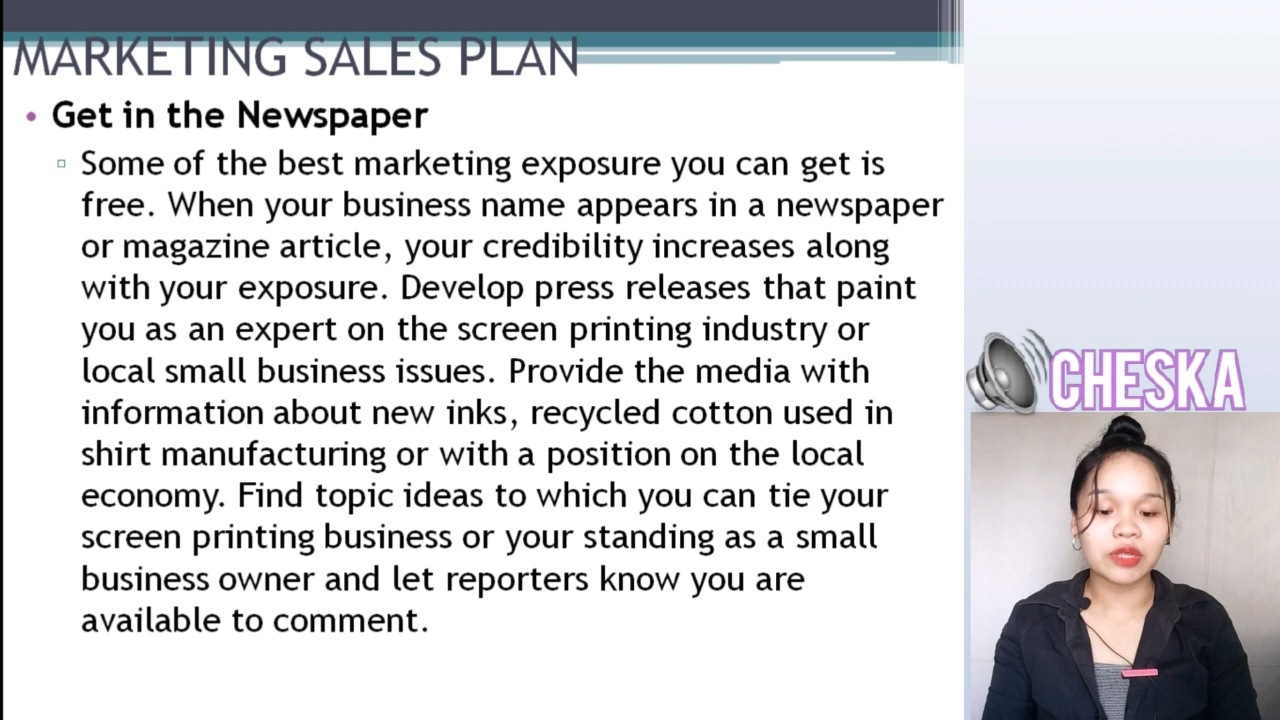 MARKETING SALES PLAN
• Get in the Newspaper
▫ Some of the best marketing exposure you can get is
free. When your business name appears in a newspaper
or magazine article, your credibility increases along
with your exposure. Develop press releases that paint
you as an expert on the screen printing industry or
local small business issues. Provide the media with
information about new inks, recycled cotton used in
shirt manufacturing or with a position on the local
economy. Find topic ideas to which you can tie your
screen printing business or your standing as a small
business owner and let reporters know you are
available to comment.
CHESKA